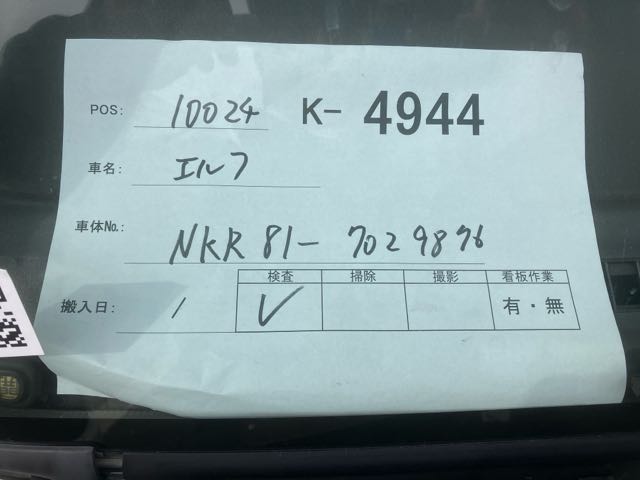 POS: 10024 K-4944
車名: エルフ
車体No.: NKR81-7029876
検査 掃除 撮影 看板作業
搬入日: / ✓ 有・無